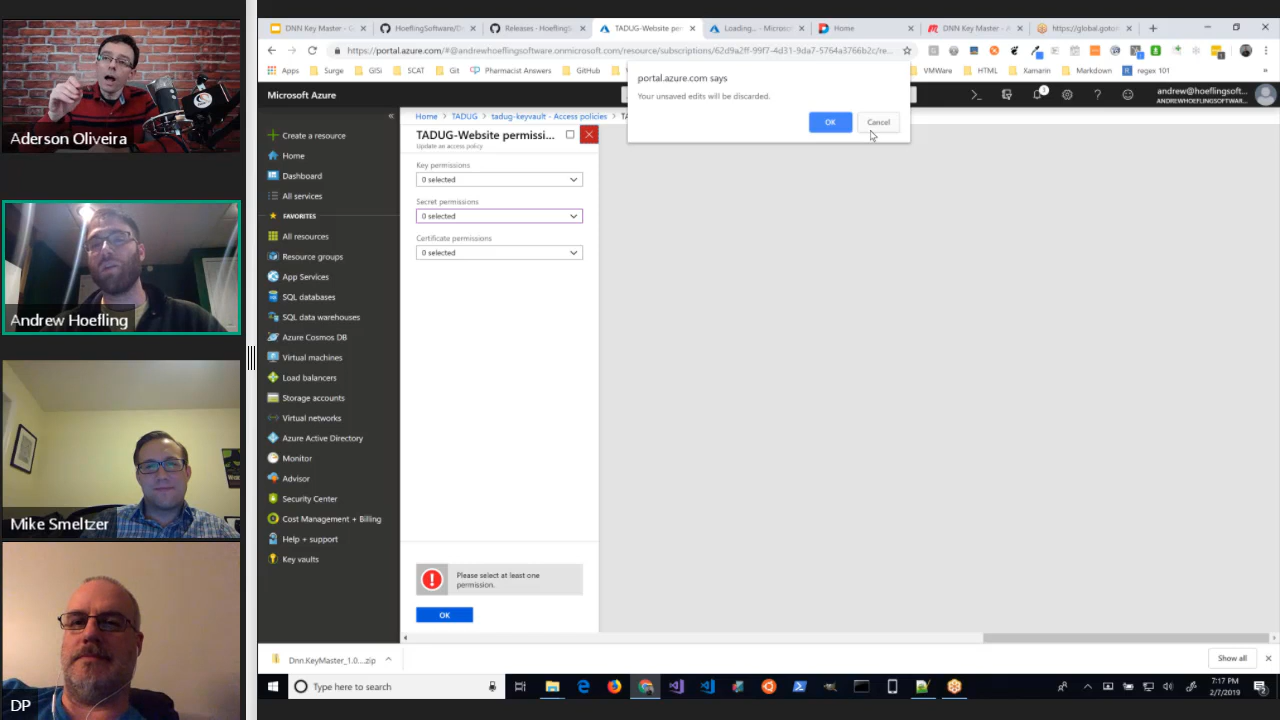 Aderson Oliveira
Andrew Hoefling
Mike Smeltzer
DP
DNN Key Master - G
HoeflingSoftware/D
Releases - HoeflingS
TADUG-Website per
Loading... - Micros
Home
DNN Key Master -
https://global.goto
https://portal.azure.com/#@andrewhoeflingsoftware.onmicrosoft.com/resource/subscriptions/62d9a2ff-99f7-4d31-9da7-5764a3766b2c/re...
Apps
Surge
GISi
SCAT
Git
Pharmacist Answers
GitHub
VMWare
HTML
Xamarin
Markdown
regex 101
portal.azure.com says
Your unsaved edits will be discarded.
OK
Cancel
Microsoft Azure
1
andrew@hoeflingsoft...
ANDREWHOEFLINGSOFTWAR...
Home
TADUG
tadug-keyvault - Access policies
Create a resource
Home
Dashboard
All services
FAVORITES
All resources
Resource groups
App Services
SQL databases
SQL data warehouses
Azure Cosmos DB
Virtual machines
Load balancers
Storage accounts
Virtual networks
Azure Active Directory
Monitor
Advisor
Security Center
Cost Management + Billing
Help + support
Key vaults
TADUG-Website permissi...
Update an access policy.
Key permissions
0 selected
Secret permissions
0 selected
Certificate permissions
0 selected
Please select at least one
permission.
OK
Dnn.KeyMaster_1.0....zip
Show all
Type here to search
7:17 PM
2/7/2019